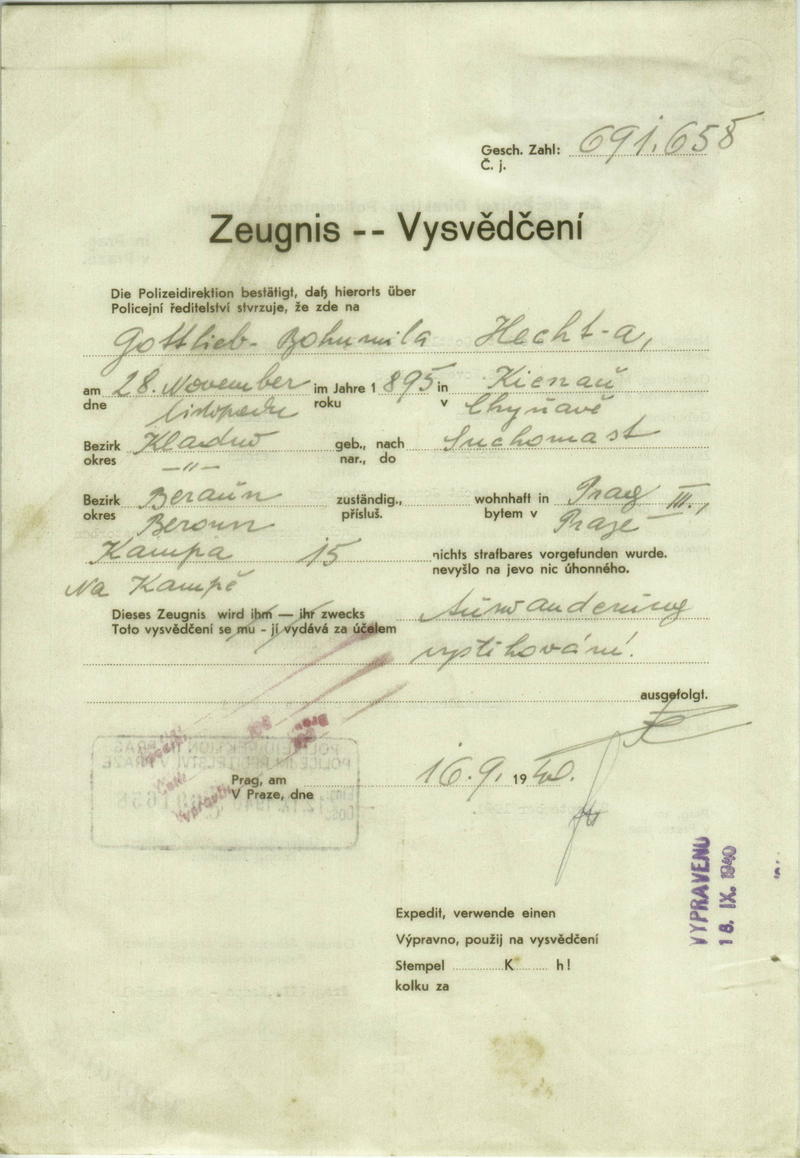 Gesch. Zahl: 691.658
Č. j.
Zeugnis -- Vysvědčení
Die Polizeidirektion bestätigt, daß hierorts über
Policejní ředitelství stvrzuje, že zde na
Gottlieb- Bohumila Hecht-a,
am 28. November im Jahre 1895 in Kienau
dne listopadu roku v Chyňavě
Bezirk Kladno geb., nach Suchomast
okres —"— nar., do
Bezirk Beraun zuständig., wohnhaft in Prag III.,
okres Beroun přísluš. bytem v Praze
Kampa 15 nichts strafbares vorgefunden wurde.
Na Kampě nevyšlo na jevo nic úhonného.
Dieses Zeugnis wird ihm — ihr zwecks Auswanderung
Toto vysvědčení se mu - jí vydává za účelem
vystěhování.
ausgefolgt.
Prag, am 16.9. 1940.
V Praze, dne
VYPRAVENO
18. IX. 1940
Expedit, verwende einen
Výpravno, použij na vysvědčení
Stempel K h!
kolku za